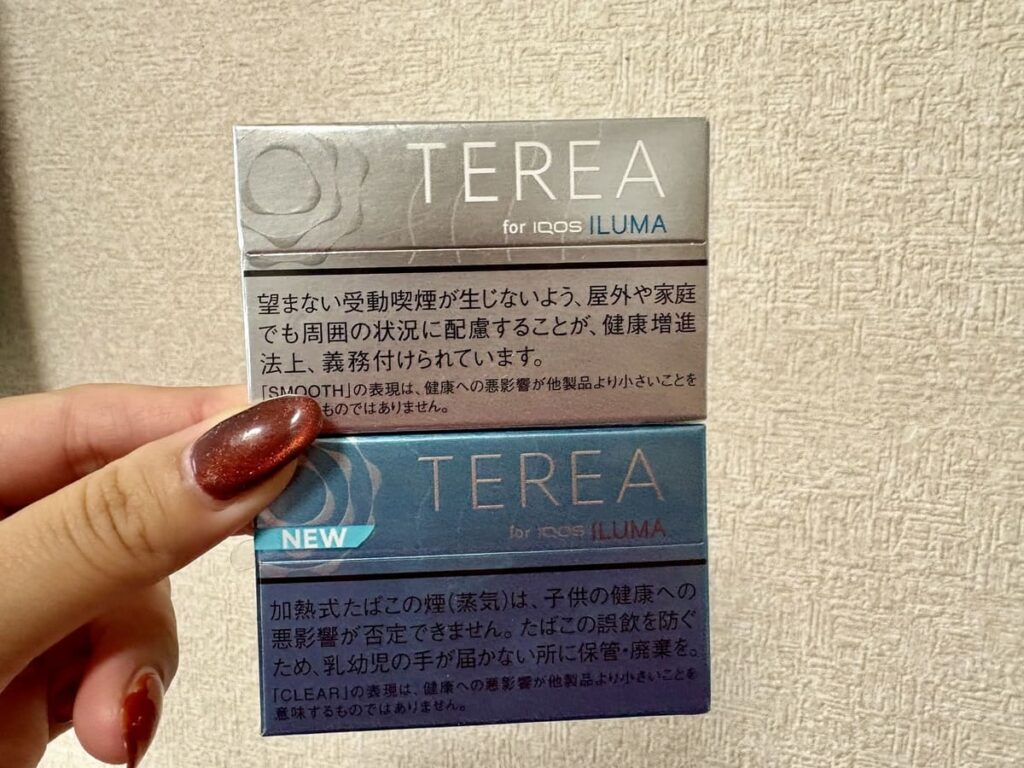 TEREA
for IQOS ILUMA
望まない受動喫煙が生じないよう、屋外や家庭
でも周囲の状況に配慮することが、健康増進
法上、義務付けられています。
「SMOOTH」の表現は、健康への悪影響が他製品より小さいことを
ものではありません。
TEREA
for IQOS ILUMA
NEW
加熱式たばこの煙(蒸気)は、子供の健康への
悪影響が否定できません。たばこの誤飲を防ぐ
ため、乳幼児の手が届かない所に保管・廃棄を。
「CLEAR」の表現は、健康への悪影響が他製品より小さいことを
意味するものではありません。